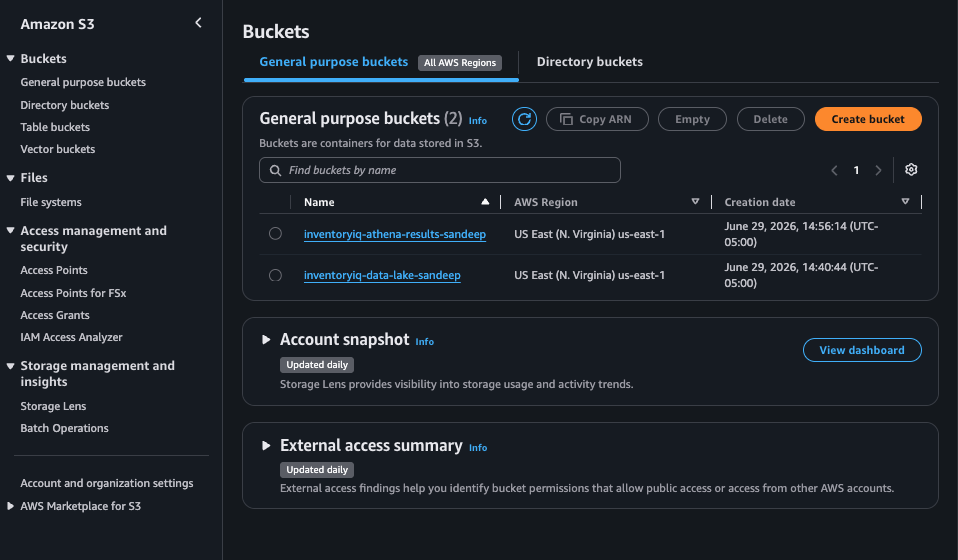 Amazon S3
Buckets
General purpose buckets
Directory buckets
Table buckets
Vector buckets
Files
File systems
Access management and
security
Access Points
Access Points for FSx
Access Grants
IAM Access Analyzer
Storage management and
insights
Storage Lens
Batch Operations
Account and organization settings
AWS Marketplace for S3
Buckets
General purpose buckets All AWS Regions Directory buckets
General purpose buckets (2) Info Copy ARN Empty Delete Create bucket
Buckets are containers for data stored in S3.
Find buckets by name 1
Name AWS Region Creation date
inventoryiq-athena-results-sandeep US East (N. Virginia) us-east-1 June 29, 2026, 14:56:14 (UTC-
05:00)
inventoryiq-data-lake-sandeep US East (N. Virginia) us-east-1 June 29, 2026, 14:40:44 (UTC-
05:00)
Account snapshot Info View dashboard
Updated daily
Storage Lens provides visibility into storage usage and activity trends.
External access summary Info
Updated daily
External access findings help you identify bucket permissions that allow public access or access from other AWS accounts.